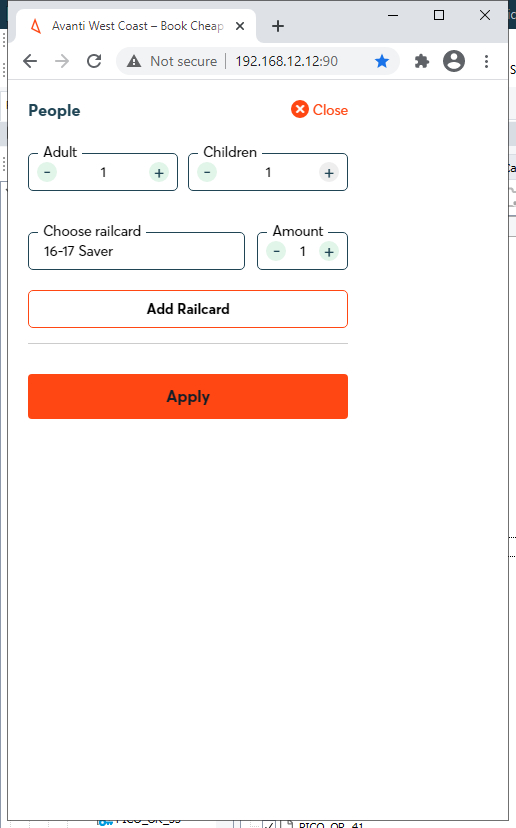 Avanti West Coast – Book Cheap
Not secure | 192.168.12.12:90
People
Close
Adult
Children
- 1 +
- 1 +
Choose railcard
Amount
16-17 Saver
- 1 +
Add Railcard
Apply